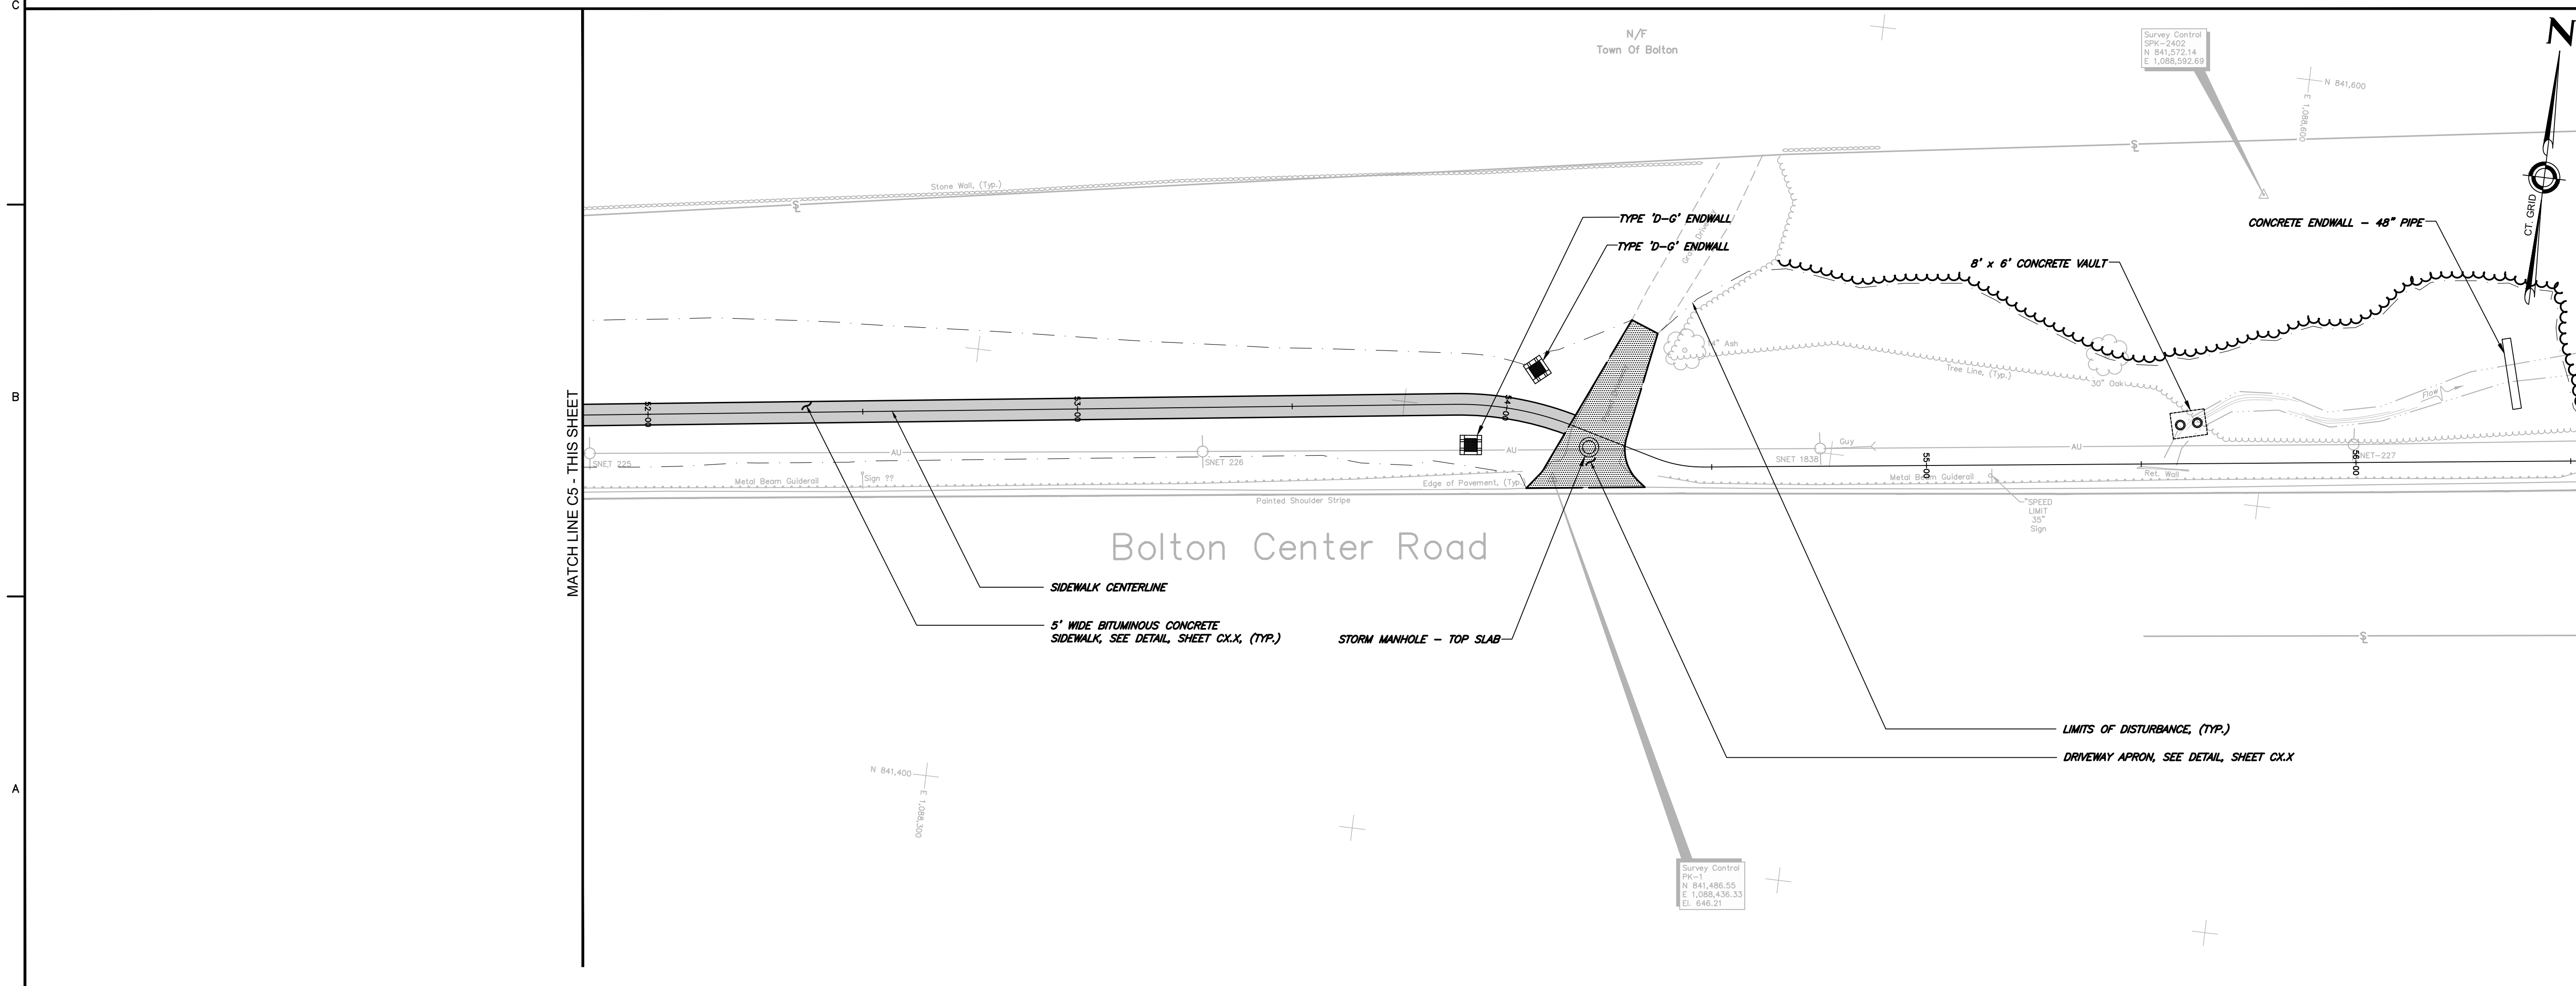 C
B
A
MATCH LINE C5 - THIS SHEET
N/F
Town Of Bolton
Survey Control
SPK-2402
N 841,572.14
E 1,088,592.69
N 841,600
E 1,088,600
N
CT. GRID
Stone Wall, (Typ.)
TYPE 'D-G' ENDWALL
TYPE 'D-G' ENDWALL
CONCRETE ENDWALL - 48" PIPE
8' x 6' CONCRETE VAULT
Ash
Tree Line, (Typ.)
30" Oak
Flow
52+00
53+00
54+00
55+00
56+00
SNET 225
AU
SNET 226
AU
SNET 1838
Guy
AU
NET-227
Metal Beam Guiderail
Sign ??
Edge of Pavement, (Typ.)
Painted Shoulder Stripe
Metal Beam Guiderail
Ret. Wall
"SPEED
LIMIT
35"
Sign
Bolton Center Road
SIDEWALK CENTERLINE
5' WIDE BITUMINOUS CONCRETE
SIDEWALK, SEE DETAIL, SHEET CX.X, (TYP.)
STORM MANHOLE - TOP SLAB
LIMITS OF DISTURBANCE, (TYP.)
DRIVEWAY APRON, SEE DETAIL, SHEET CX.X
N 841,400
E 1,088,300
Survey Control
PK-1
N 841,486.55
E 1,088,436.33
El. 646.21